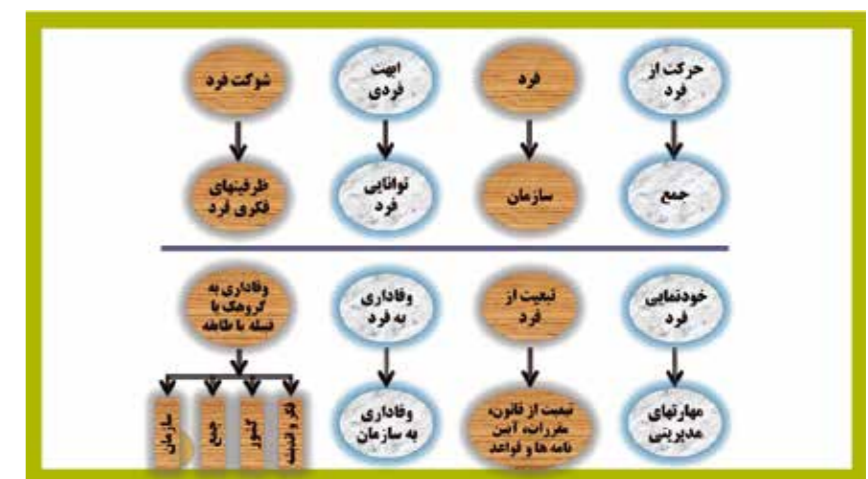 حرکت از
فرد
فرد
ابهت
فردی
شوکت فرد
جمع
سازمان
توانایی
فرد
ظرفیتهای
فکری فرد
خودنمایی
فرد
تبعیت از
فرد
وفاداری
به فرد
وفاداری به
گروهک یا
قبیله یا طایفه
مهارتهای
مدیریتی
تبعیت از قانون،
مقررات، آیین
نامه ها و قواعد
وفاداری
به سازمان
فکر و اندیشه
کشور
جمع
سازمان